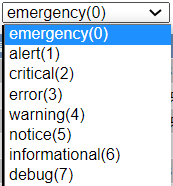 emergency(0)
emergency(0)
alert(1)
critical(2)
error(3)
warning(4)
notice(5)
informational(6)
debug(7)